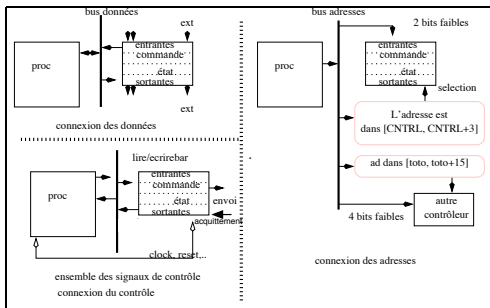 bus données
ext
proc
entrantes
commande
état
sortantes
ext
connexion des données
lire/ecrirebar
proc
entrantes
commande
état
sortantes
envoi
acquittement
clock, reset,..
ensemble des signaux de contrôle
connexion du contrôle
bus adresses
2 bits faibles
proc
entrantes
commande
état
sortantes
selection
L'adresse est
dans [CNTRL, CNTRL+3]
ad dans [toto, toto+15]
4 bits faibles
autre
contrôleur
connexion des adresses